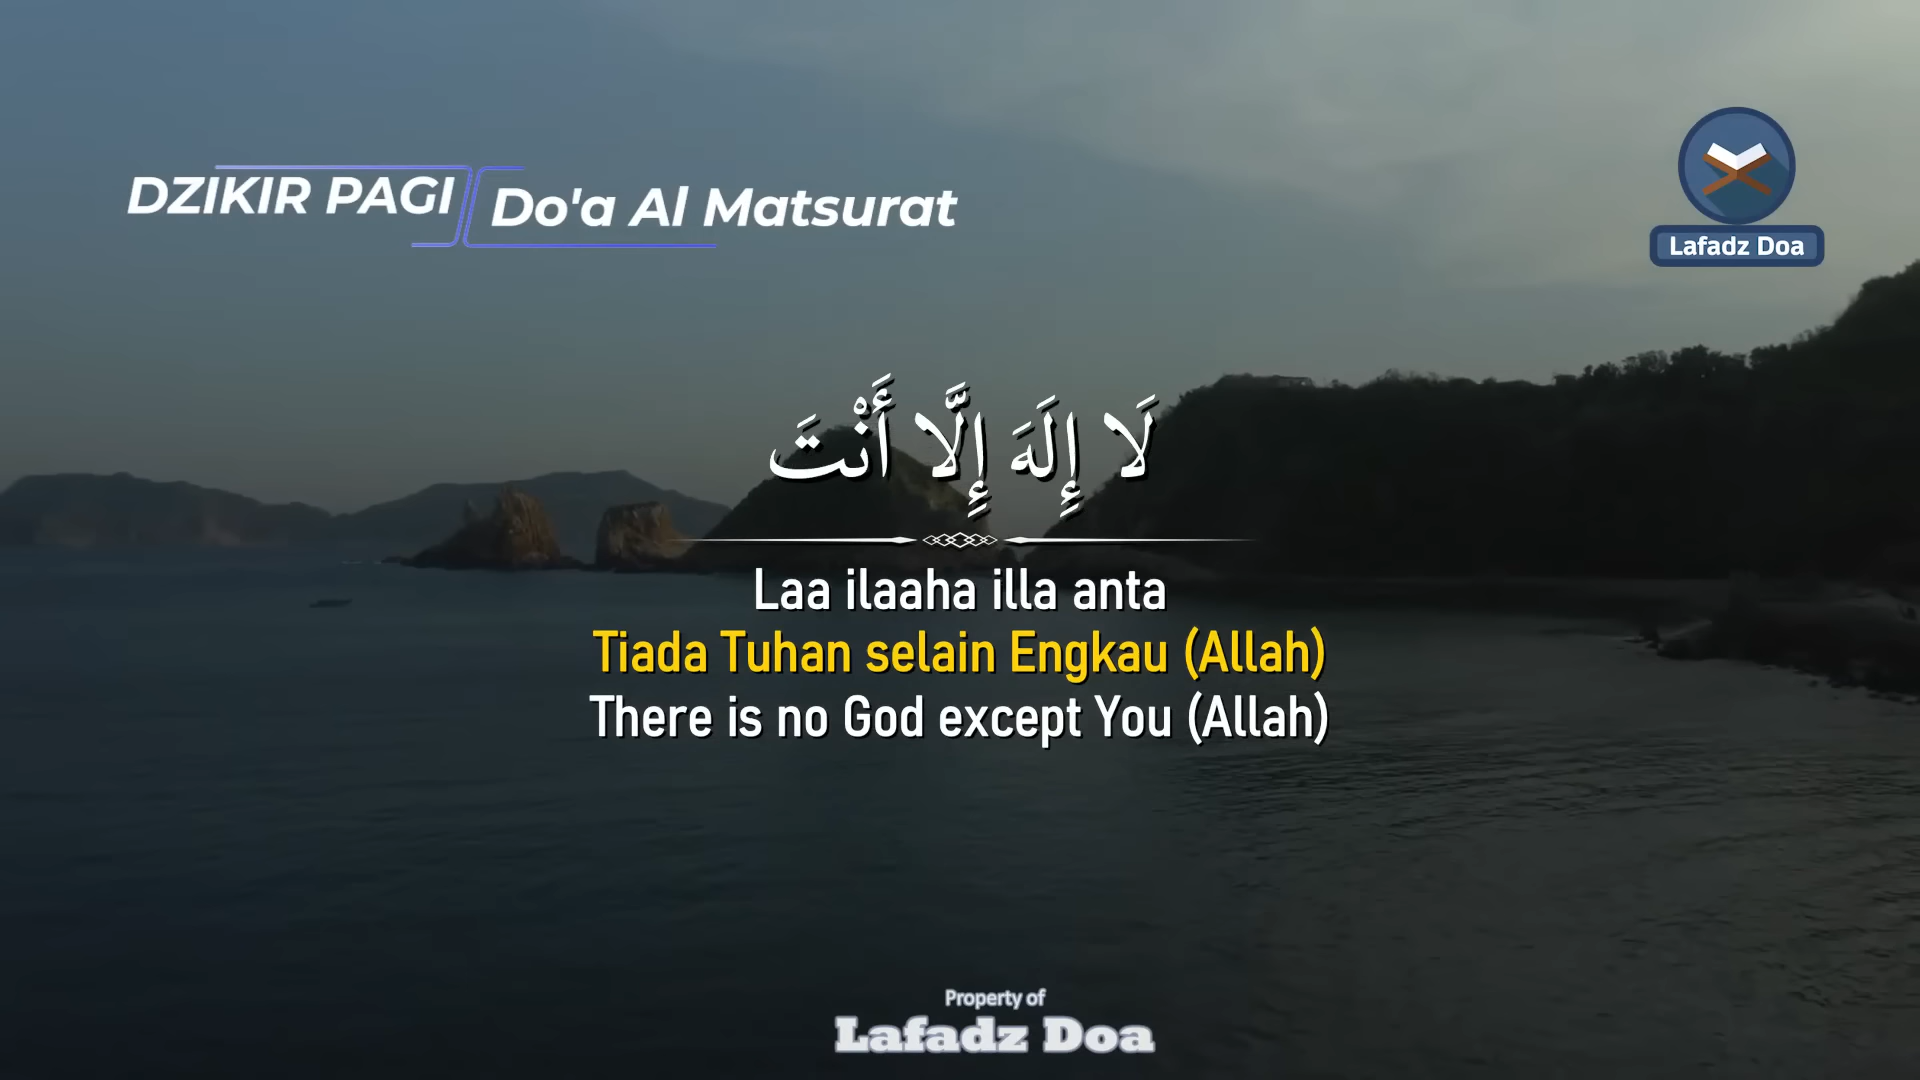 DZIKIR PAGI
Do'a Al Matsurat
Lafadz Doa
لَا إِلَهَ إِلَّا أَنْتَ
Laa ilaaha illa anta
Tiada Tuhan selain Engkau (Allah)
There is no God except You (Allah)
Property of
Lafadz Doa